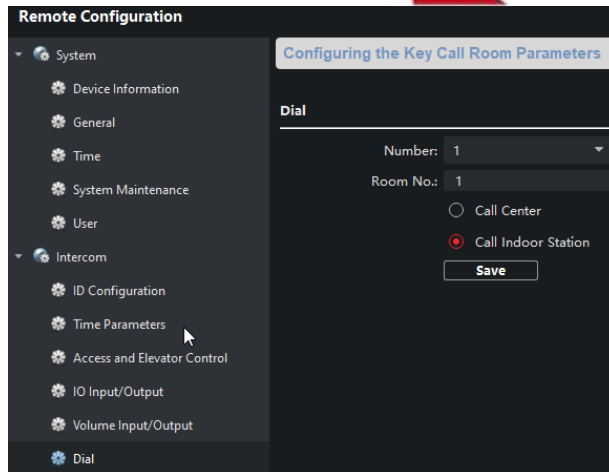 Remote Configuration
System
Device Information
General
Time
System Maintenance
User
Intercom
ID Configuration
Time Parameters
Access and Elevator Control
IO Input/Output
Volume Input/Output
Dial
Configuring the Key Call Room Parameters
Dial
Number: 1
Room No.: 1
Call Center
Call Indoor Station
Save